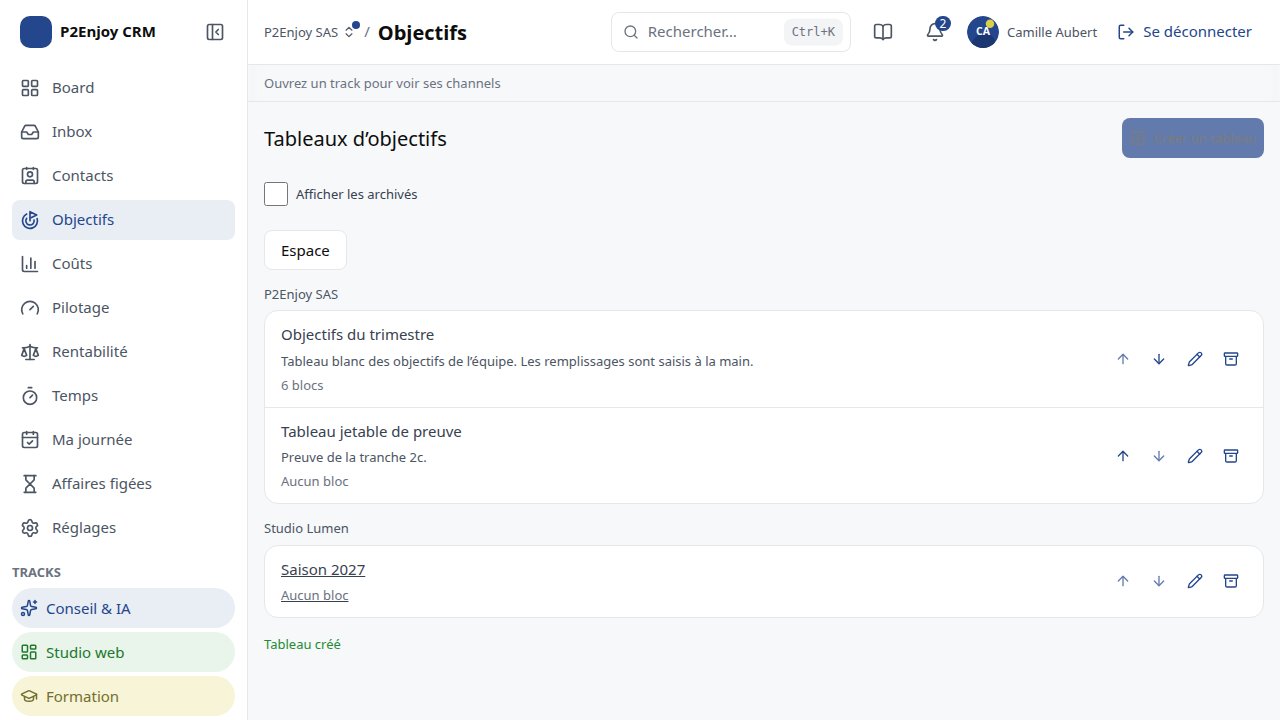 P2Enjoy CRM
Board
Inbox
Contacts
Objectifs
Coûts
Pilotage
Rentabilité
Temps
Ma journée
Affaires figées
Réglages
TRACKS
Conseil & IA
Studio web
Formation
P2Enjoy SAS / Objectifs
Rechercher... Ctrl+K
2
CA Camille Aubert
Se déconnecter
Ouvrez un track pour voir ses channels
Tableaux d’objectifs
Créer un tableau
Afficher les archivés
Espace
P2Enjoy SAS
Objectifs du trimestre
Tableau blanc des objectifs de l’équipe. Les remplissages sont saisis à la main.
6 blocs
Tableau jetable de preuve
Preuve de la tranche 2c.
Aucun bloc
Studio Lumen
Saison 2027
Aucun bloc
Tableau créé